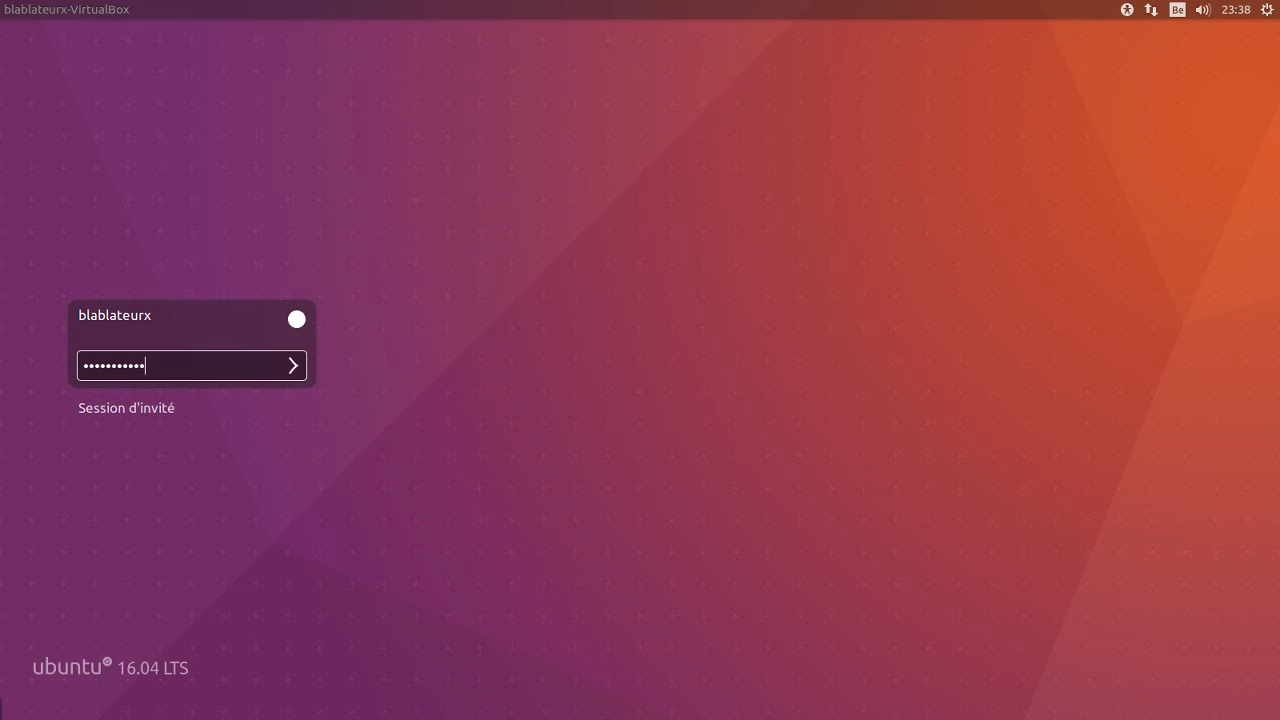 blablateurx-VirtualBox
Be 23:38
blablateurx
•••••••••••
Session d'invité
ubuntu® 16.04 LTS